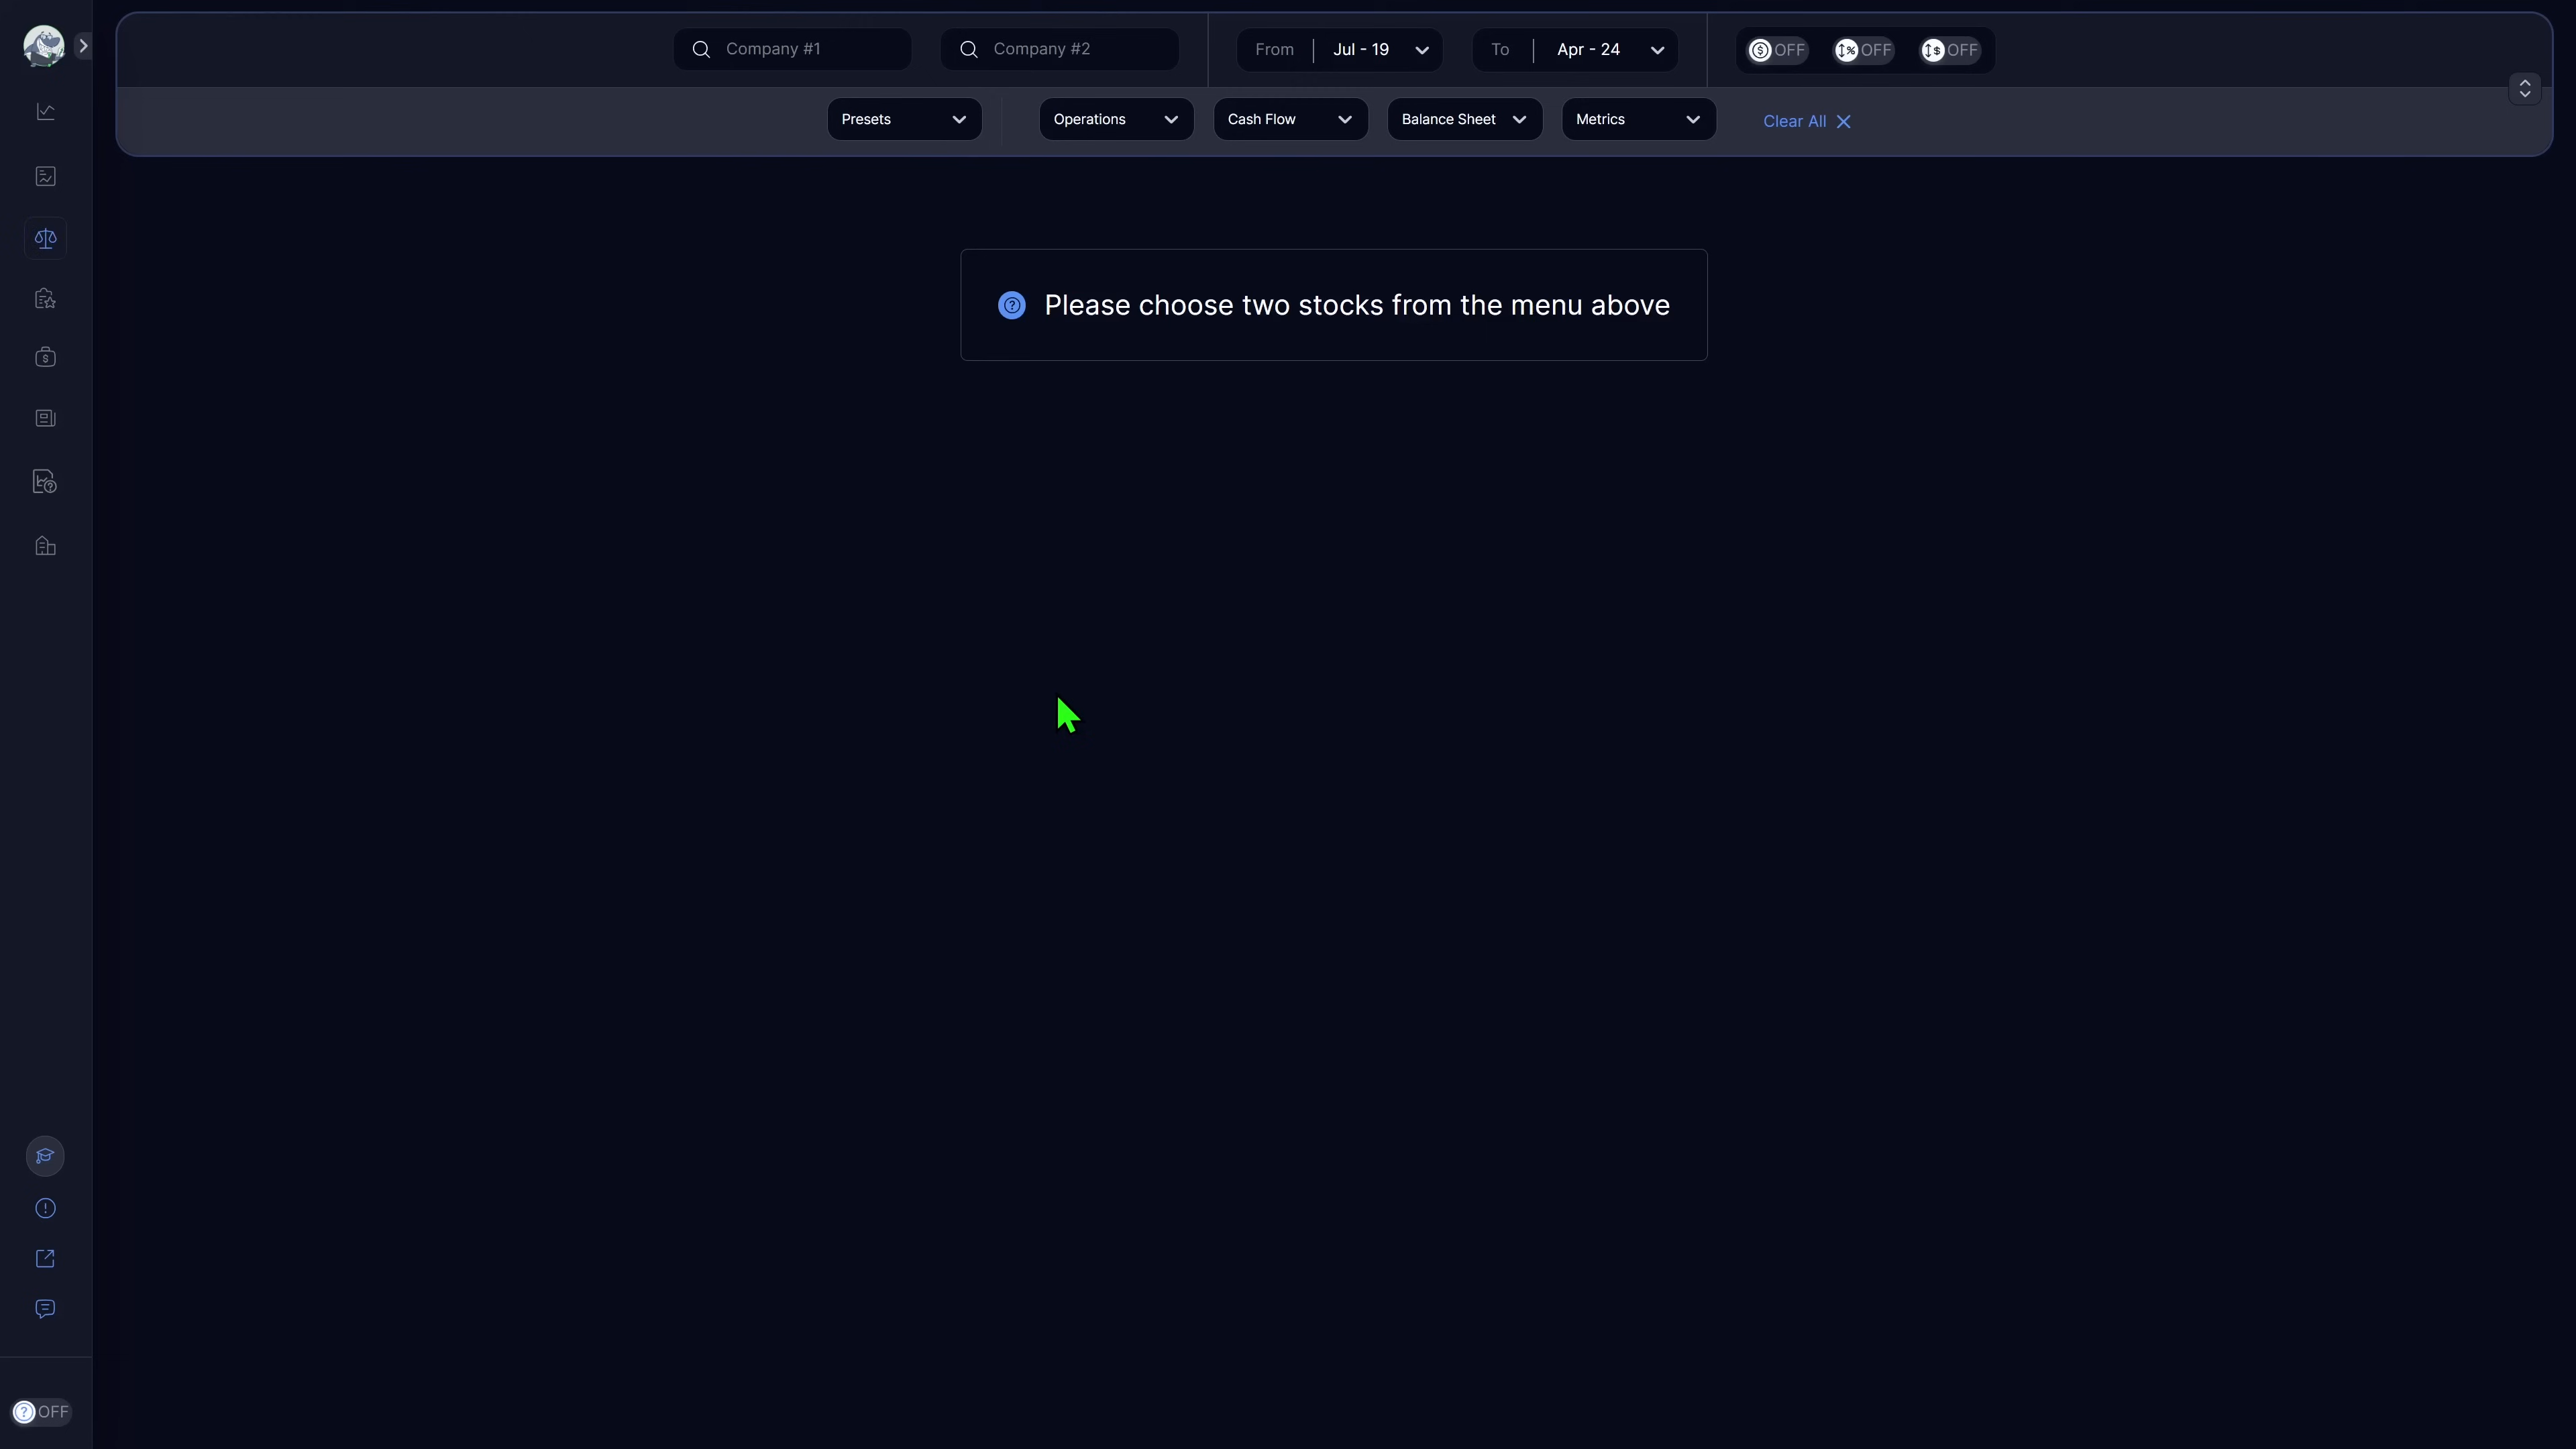 Company #1
Company #2
From
Jul - 19
To
Apr - 24
OFF
OFF
OFF
Presets
Operations
Cash Flow
Balance Sheet
Metrics
Clear All
Please choose two stocks from the menu above
OFF